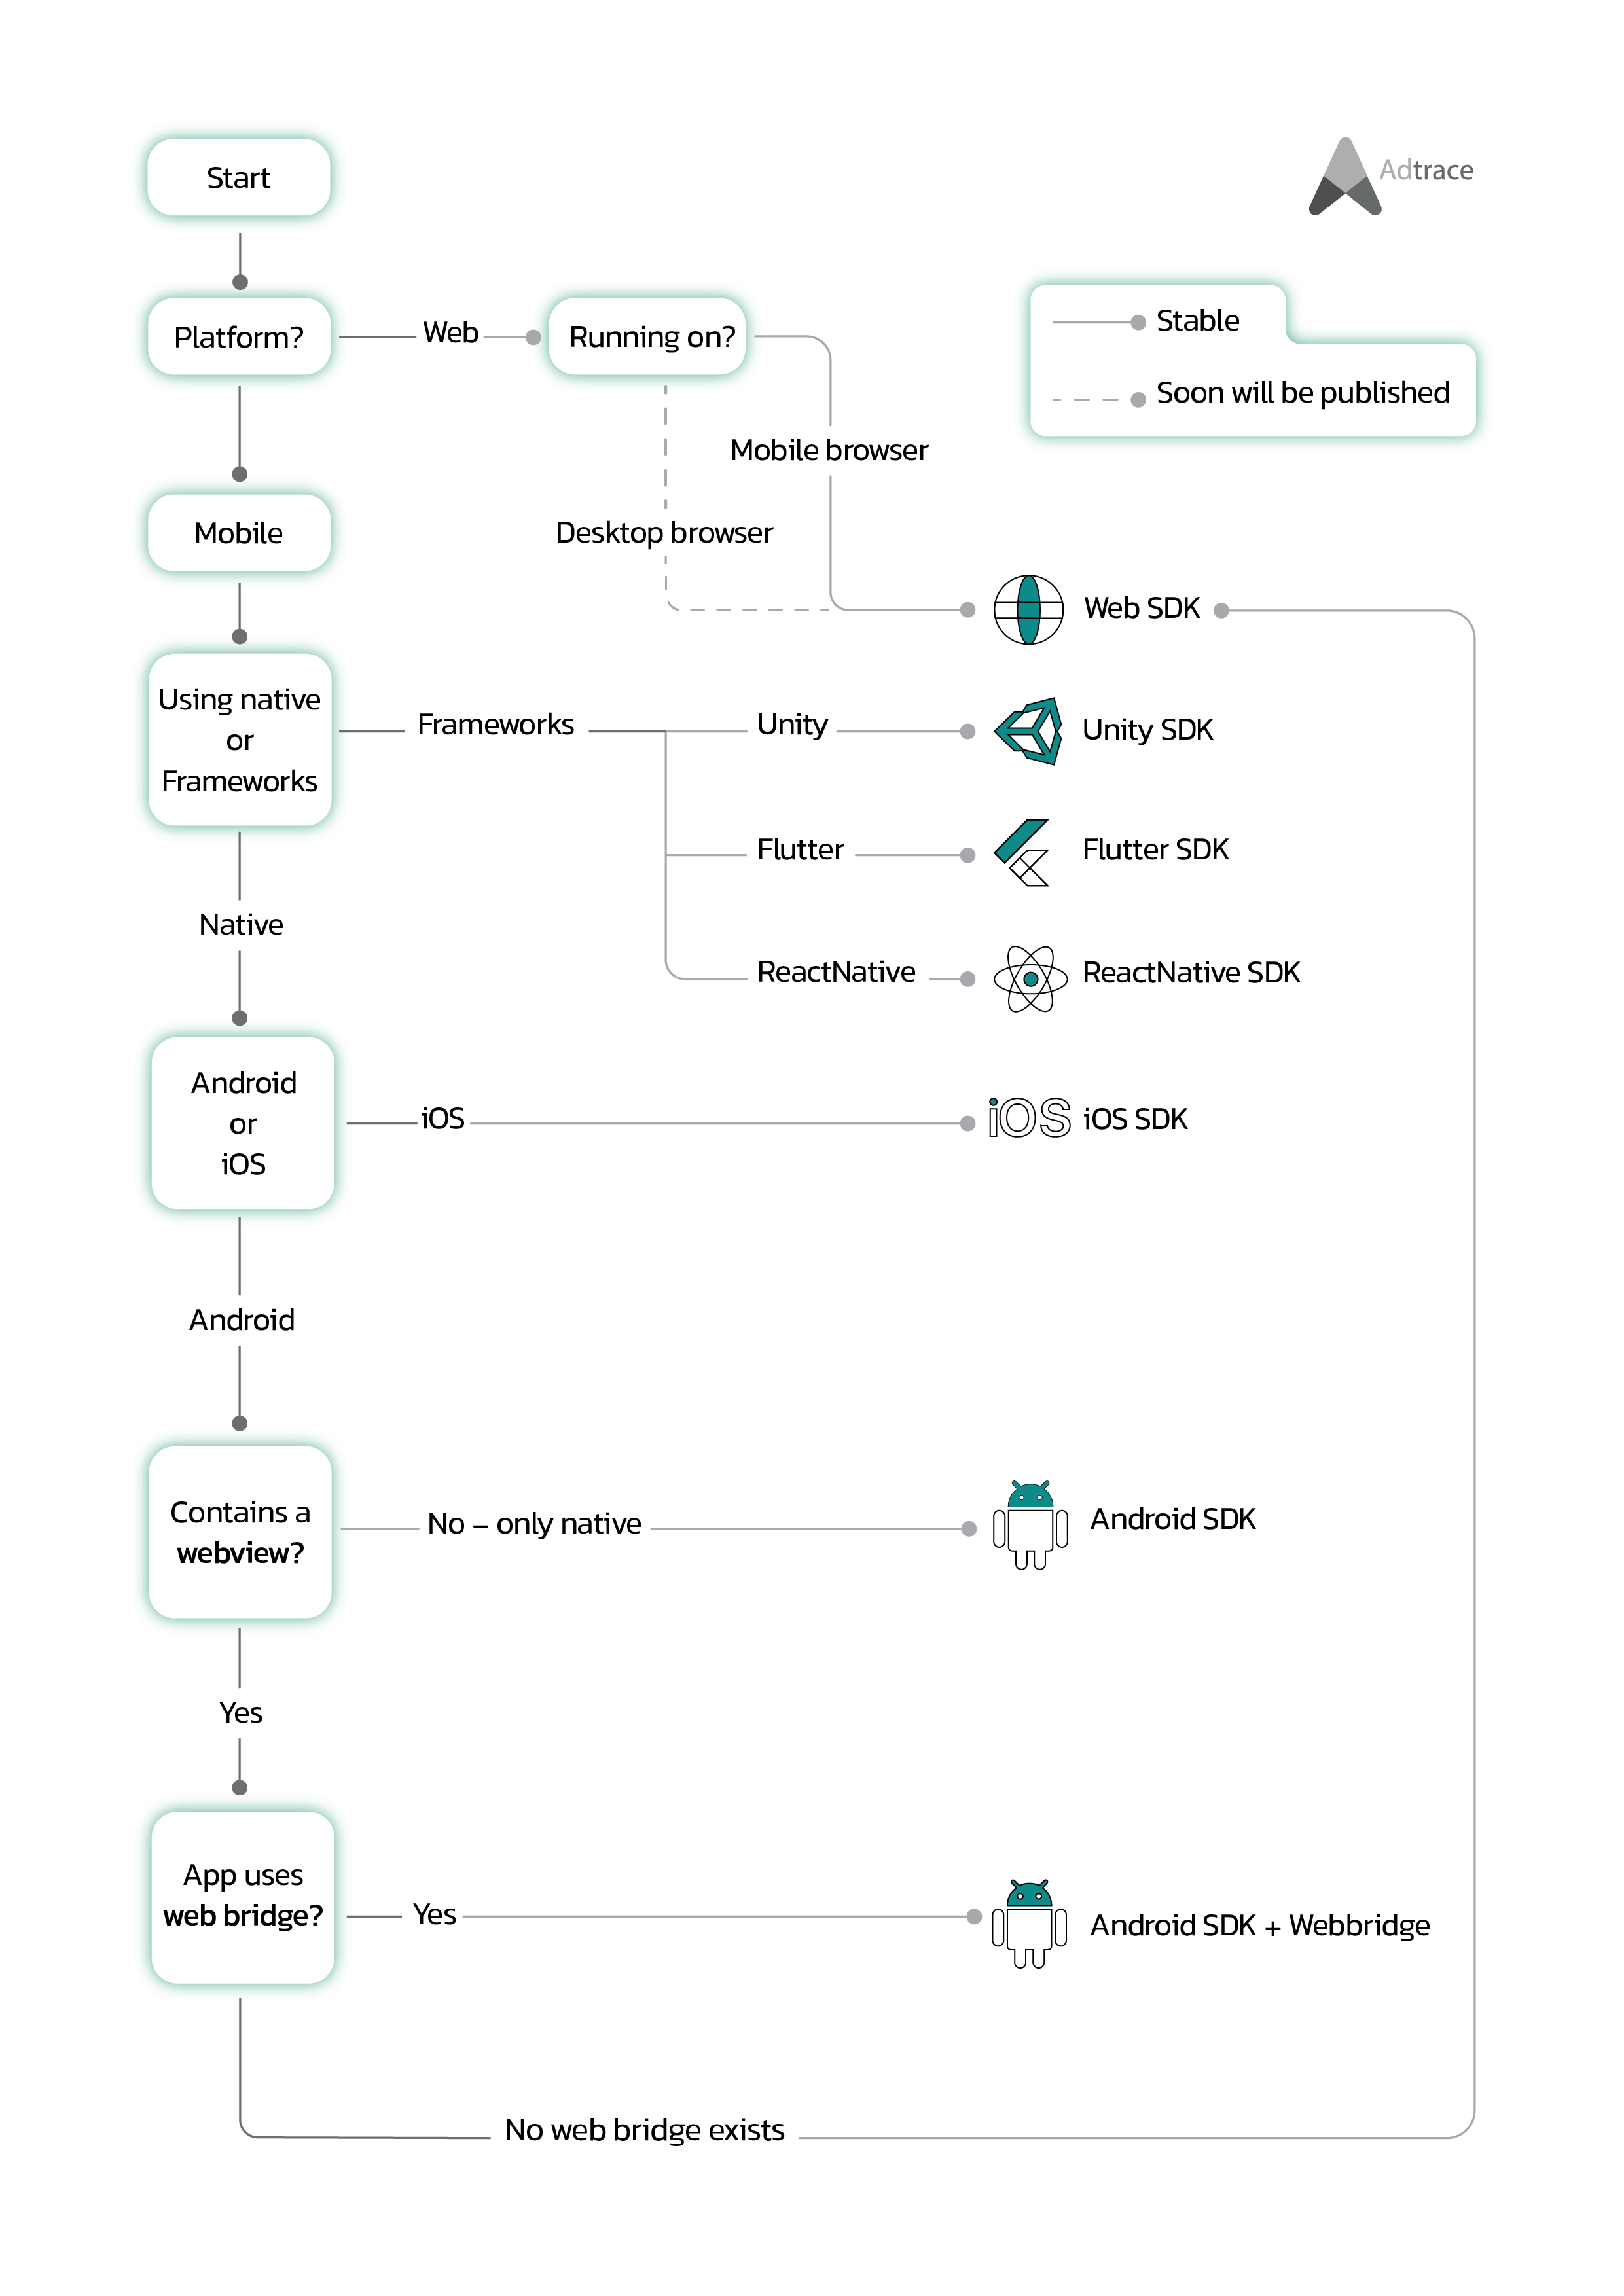 Start
Adtrace
Platform?
Web
Running on?
Stable
Soon will be published
Mobile browser
Mobile
Desktop browser
Web SDK
Using native
or
Frameworks
Frameworks
Unity
Unity SDK
Flutter
Flutter SDK
Native
ReactNative
ReactNative SDK
Android
or
iOS
iOS
iOS
iOS SDK
Android
Contains a
webview?
No – only native
Android SDK
Yes
App uses
web bridge?
Yes
Android SDK + Webbridge
No web bridge exists